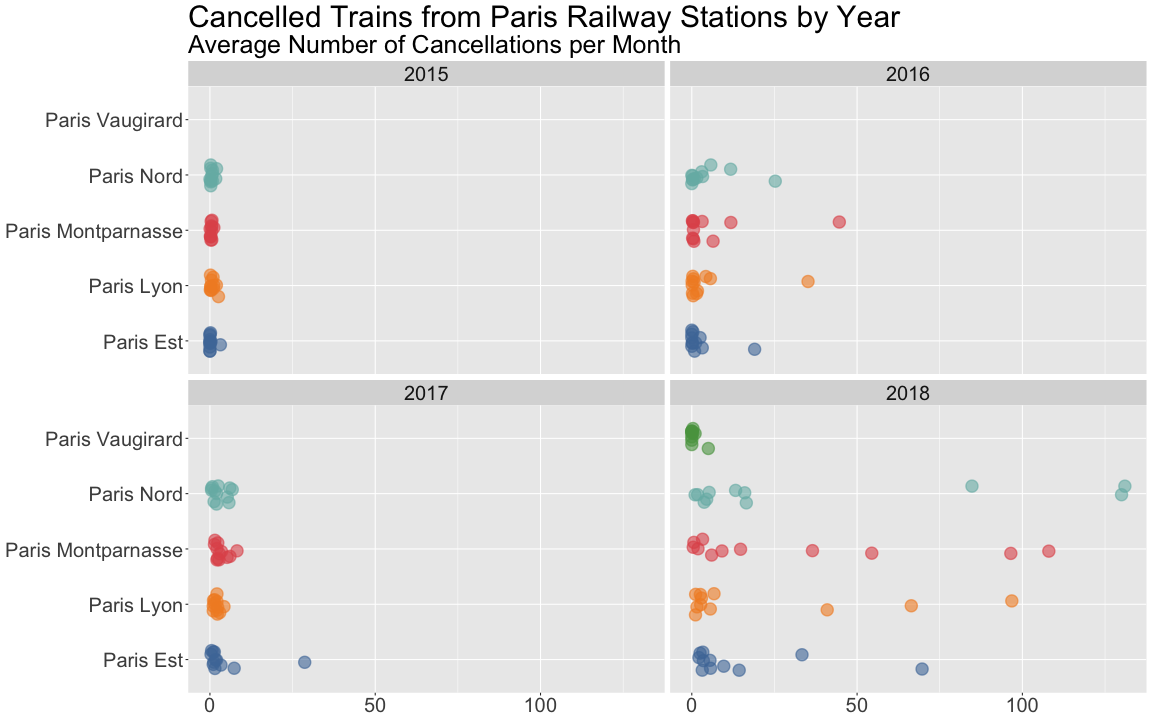 Cancelled Trains from Paris Railway Stations by Year
Average Number of Cancellations per Month
2015
2016
Paris Vaugirard
Paris Nord
Paris Montparnasse
Paris Lyon
Paris Est
2017
2018
Paris Vaugirard
Paris Nord
Paris Montparnasse
Paris Lyon
Paris Est
0
50
100
0
50
100